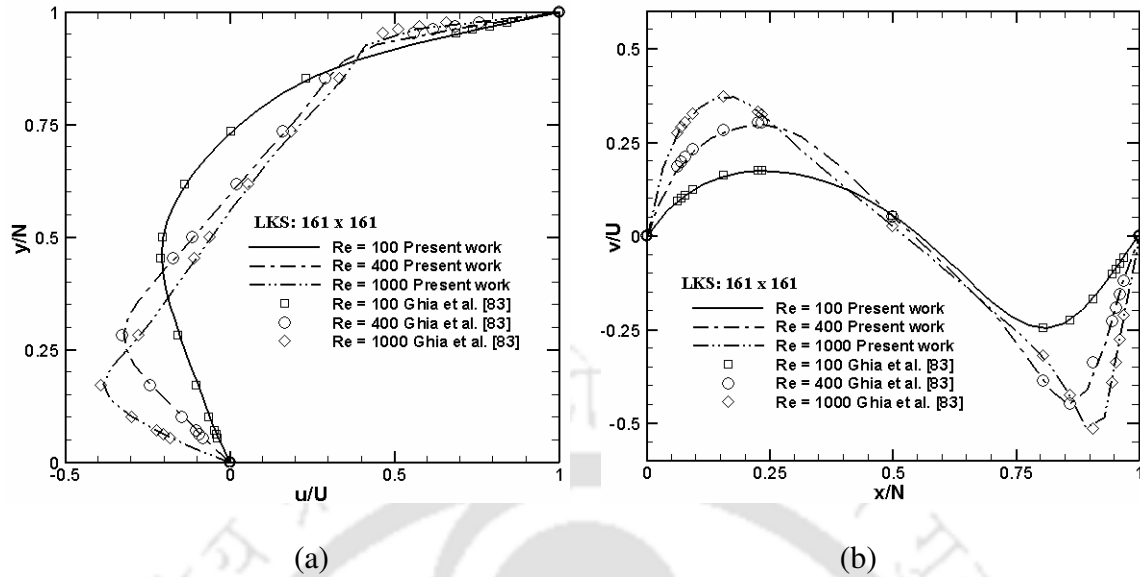 1
0.75
0.5
0.25
0
-0.5
0
0.5
1
y/N
u/U
LKS: 161 x 161
Re = 100 Present work
Re = 400 Present work
Re = 1000 Present work
Re = 100 Ghia et al. [83]
Re = 400 Ghia et al. [83]
Re = 1000 Ghia et al. [83]
(a)
0.5
0.25
0
-0.25
-0.5
0
0.25
0.5
0.75
1
v/U
x/N
LKS: 161 x 161
Re = 100 Present work
Re = 400 Present work
Re = 1000 Present work
Re = 100 Ghia et al. [83]
Re = 400 Ghia et al. [83]
Re = 1000 Ghia et al. [83]
(b)